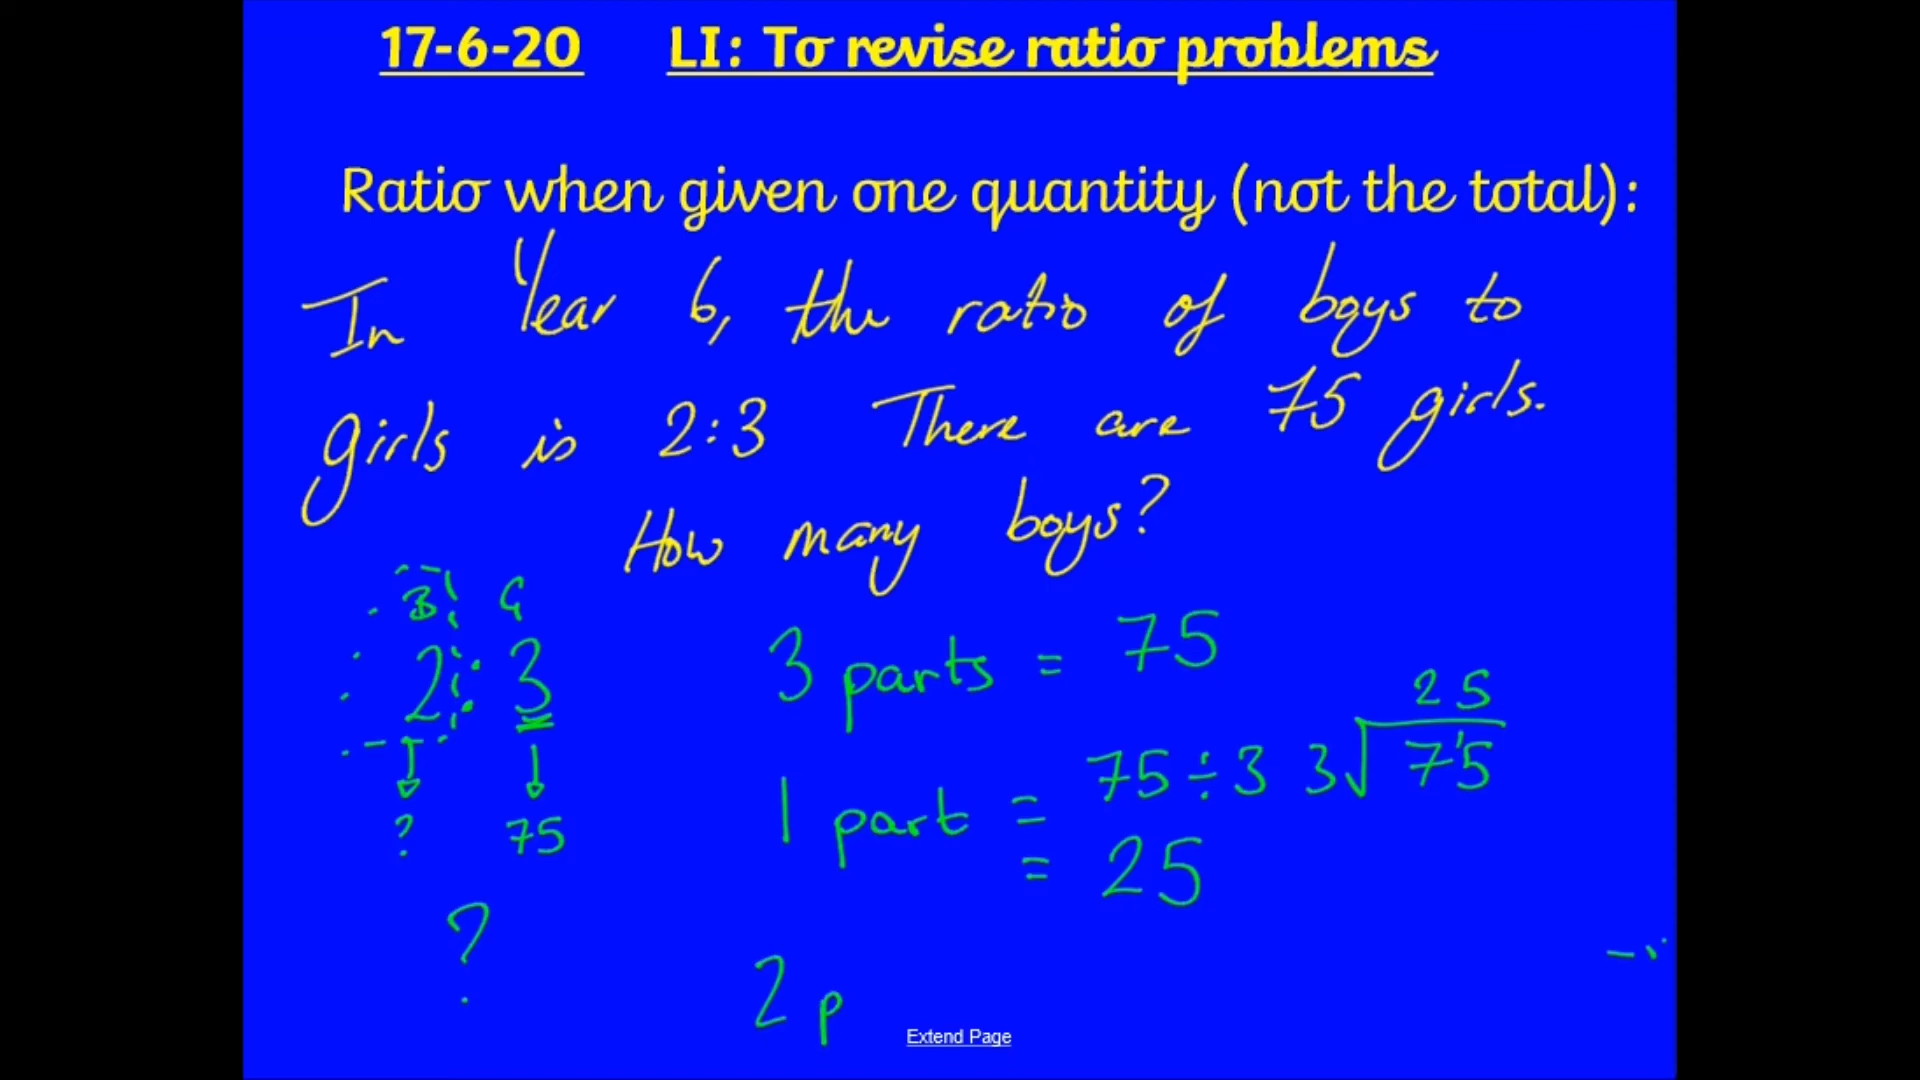 17-6-20 LI: To revise ratio problems
Ratio when given one quantity (not the total):
In Year 6, the ratio of boys to
girls is 2:3 There are 75 girls.
How many boys?
B G
2 : 3
? 75
?
3 parts = 75
1 part = 75 ÷ 3
25
3√75
= 25
2 p
Extend Page